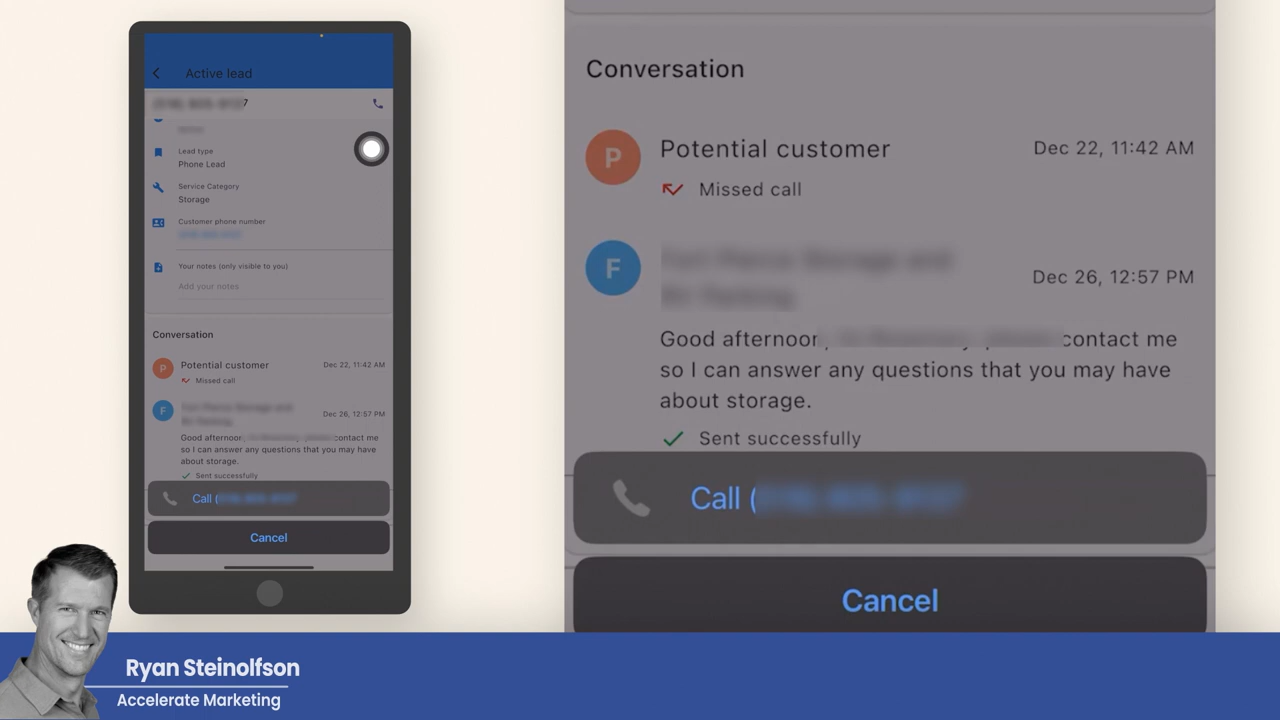 Active lead
7
Lead type
Phone Lead
Service Category
Storage
Customer phone number
Your notes (only visible to you)
Add your notes
Conversation
P
Potential customer
Dec 22, 11:42 AM
Missed call
F
Dec 26, 12:57 PM
Good afternoon, contact me
so I can answer any questions that you may have
about storage.
Sent successfully
Call (
Cancel
Conversation
P
Potential customer
Dec 22, 11:42 AM
Missed call
F
Dec 26, 12:57 PM
Good afternoon, contact me
so I can answer any questions that you may have
about storage.
Sent successfully
Call (
Cancel
Ryan Steinolfson
Accelerate Marketing